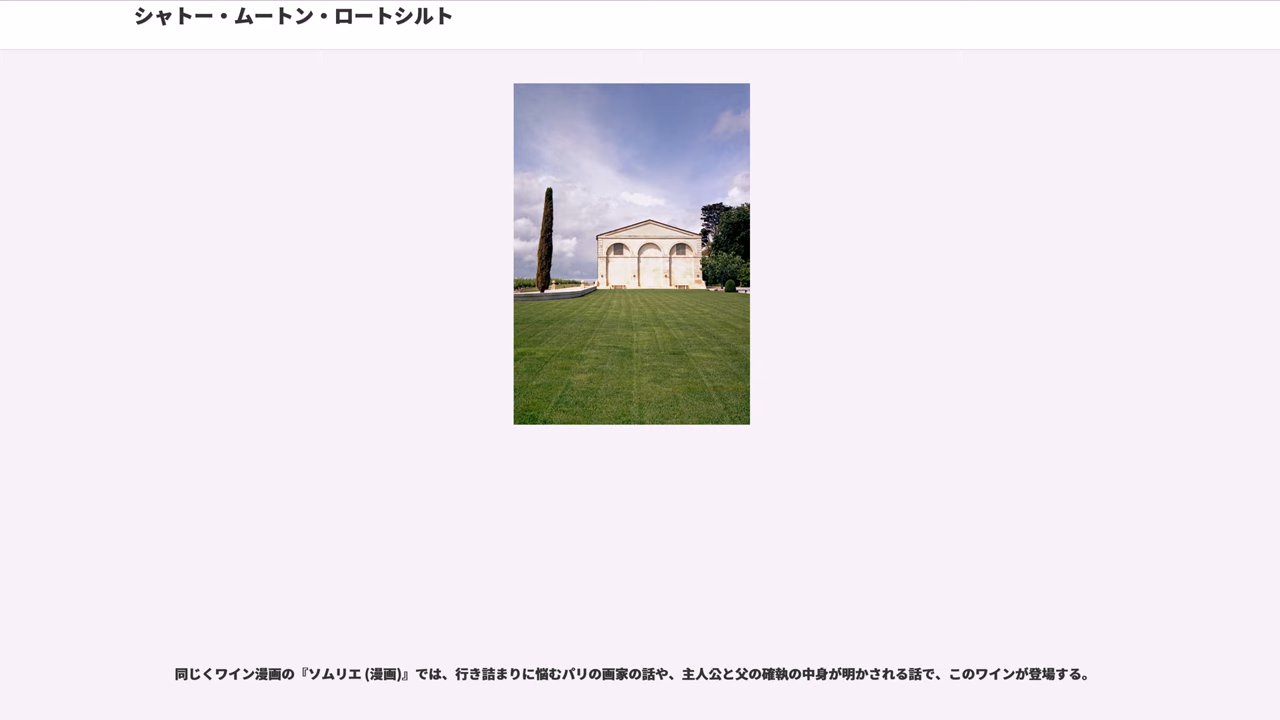 シャトー・ムートン・ロートシルト
同じくワイン漫画の『ソムリエ (漫画)』では、行き詰まりに悩むパリの画家の話や、主人公と父の確執の中身が明かされる話で、このワインが登場する。